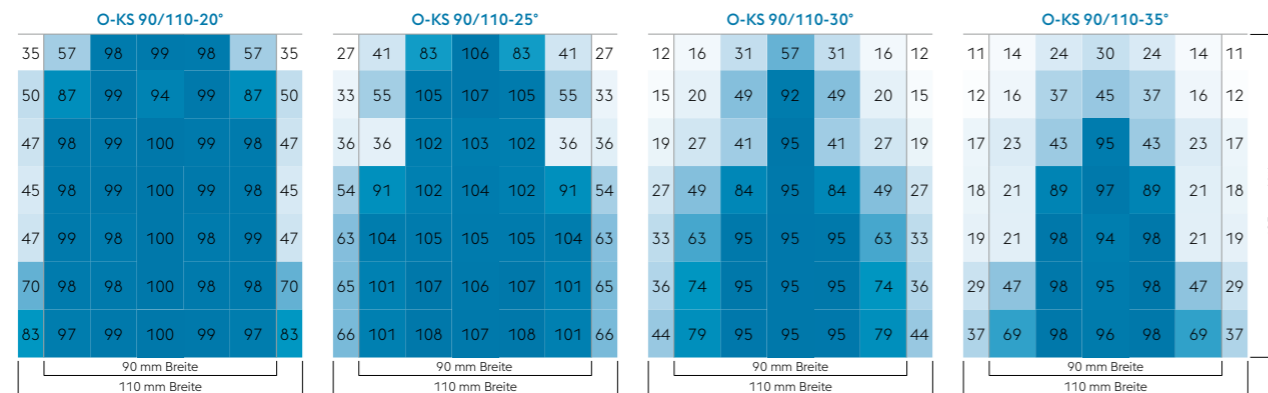 O-KS 90/110-20° O-KS 90/110-25° O-KS 90/110-30° O-KS 90/110-35°
35 57 98 99 98 57 35 27 41 83 106 83 41 27 12 16 31 57 31 16 12 11 14 24 30 24 14 11
50 87 99 94 99 87 50 33 55 105 107 105 55 33 15 20 49 92 49 20 15 12 16 37 45 37 16 12
47 98 99 100 99 98 47 36 36 102 103 102 36 36 19 27 41 95 41 27 19 17 23 43 95 43 23 17
45 98 99 100 99 98 45 54 91 102 104 102 91 54 27 49 84 95 84 49 27 18 21 89 97 89 21 18
47 99 98 100 98 99 47 63 104 105 105 105 104 63 33 63 95 95 95 63 33 19 21 98 94 98 21 19
70 98 98 100 98 98 70 65 101 107 106 107 101 65 36 74 95 95 95 74 36 29 47 98 95 98 47 29
83 97 99 100 99 97 83 66 101 108 107 108 101 66 44 79 95 95 95 79 44 37 69 98 96 98 69 37
90 mm Breite 90 mm Breite 90 mm Breite 90 mm Breite
110 mm Breite 110 mm Breite 110 mm Breite 110 mm Breite